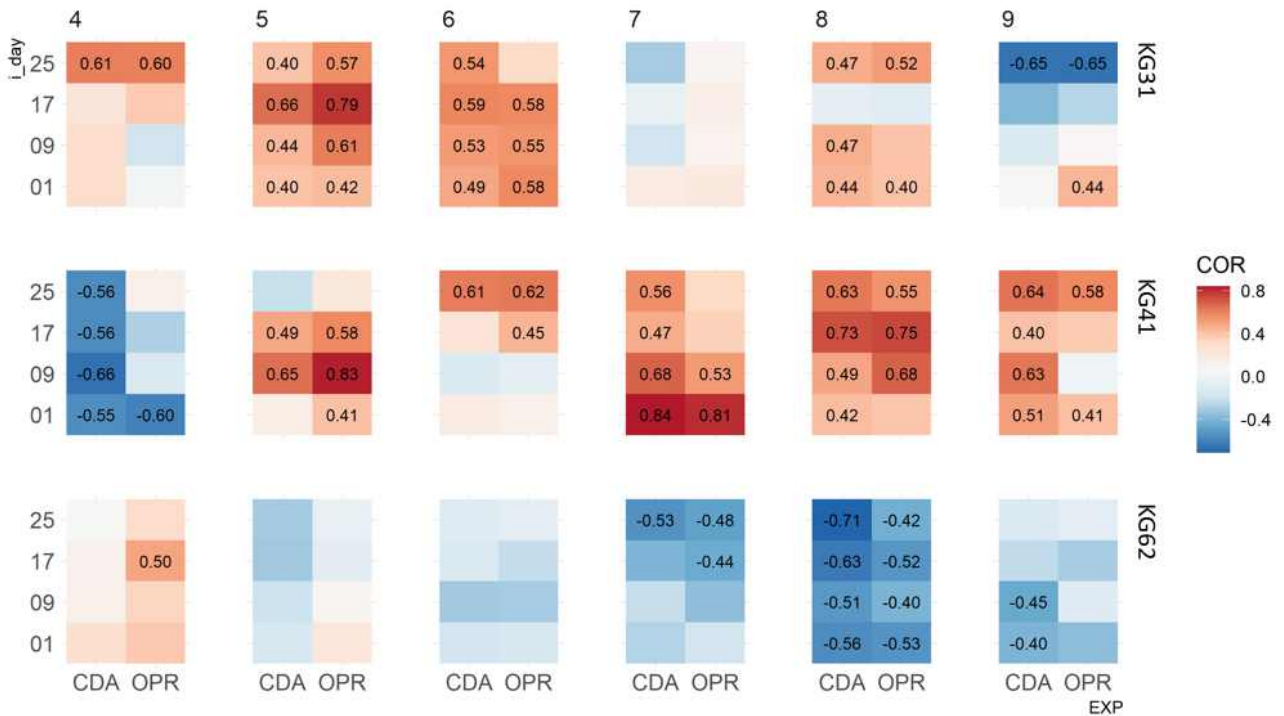 4 5 6 7 8 9
i_day
KG31
25 0.61 0.60 0.40 0.57 0.54 0.47 0.52 -0.65 -0.65
17 0.66 0.79 0.59 0.58
09 0.44 0.61 0.53 0.55 0.47
01 0.40 0.42 0.49 0.58 0.44 0.40 0.44
KG41
25 -0.56 0.61 0.62 0.56 0.63 0.55 0.64 0.58
17 -0.56 0.49 0.58 0.45 0.47 0.73 0.75 0.40
09 -0.66 0.65 0.83 0.68 0.53 0.49 0.68 0.63
01 -0.55 -0.60 0.41 0.84 0.81 0.42 0.51 0.41
COR
0.8
0.4
0.0
-0.4
KG62
25 -0.53 -0.48 -0.71 -0.42
17 0.50 -0.44 -0.63 -0.52
09 -0.51 -0.40 -0.45
01 -0.56 -0.53 -0.40
CDA OPR CDA OPR CDA OPR CDA OPR CDA OPR CDA OPR
EXP